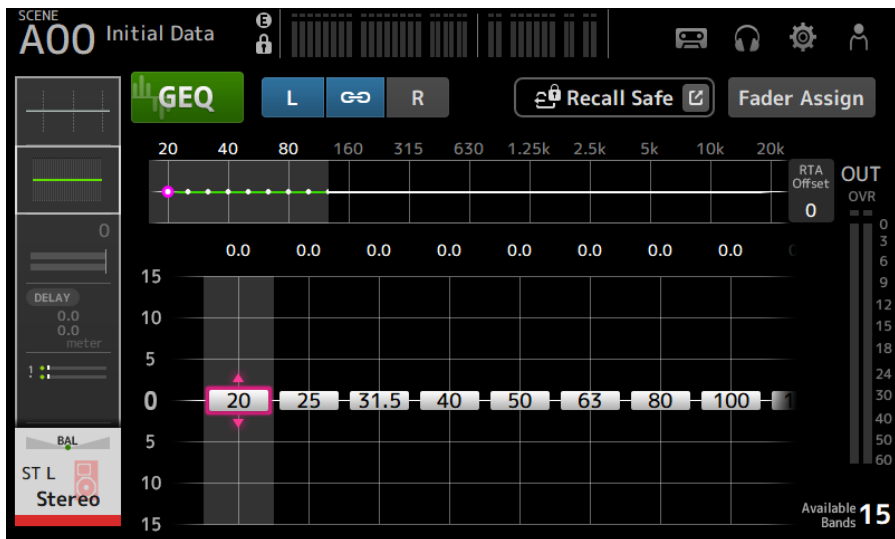 SCENE
A00 Initial Data
E
GEQ
L
R
Recall Safe
Fader Assign
20 40 80 160 315 630 1.25k 2.5k 5k 10k 20k
RTA
Offset
0
OUT
OVR
0
3
6
9
12
15
18
24
30
40
50
60
0
DELAY
0.0
0.0
meter
1
BAL
ST L
Stereo
0.0 0.0 0.0 0.0 0.0 0.0 0.0 0.0
15
10
5
0 20 25 31.5 40 50 63 80 100
5
10
15
Available
Bands 15